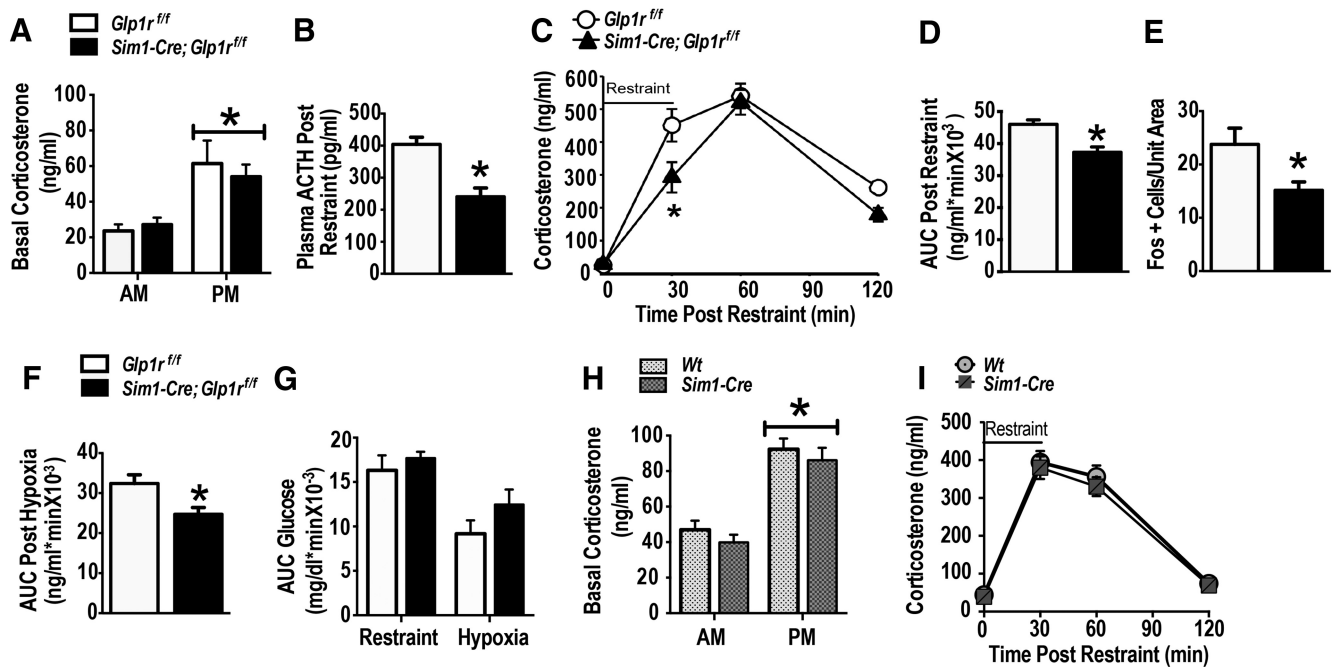 A
Glp1r f/f
Sim1-Cre; Glp1r f/f
Basal Corticosterone
(ng/ml)
100
80
60
40
20
0
*
AM
PM
B
Plasma ACTH Post
Restraint (pg/ml)
500
400
300
200
100
0
*
C
Glp1r f/f
Sim1-Cre; Glp1r f/f
Corticosterone (ng/ml)
600
500
400
300
200
100
0
Restraint
*
0
30
60
90
120
Time Post Restraint (min)
D
AUC Post Restraint
(ng/ml*minX10³)
50
40
30
20
10
0
*
E
Fos + Cells/Unit Area
30
20
10
0
*
F
Glp1r f/f
Sim1-Cre; Glp1r f/f
AUC Post Hypoxia
(ng/ml*minX10-³)
40
30
20
10
0
*
G
AUC Glucose
(mg/dl*minX10-³)
20
15
10
5
0
Restraint
Hypoxia
H
Wt
Sim1-Cre
Basal Corticosterone
(ng/ml)
100
80
60
40
20
0
*
AM
PM
I
Wt
Sim1-Cre
Corticosterone (ng/ml)
500
400
300
200
100
0
Restraint
0
30
60
90
120
Time Post Restraint (min)